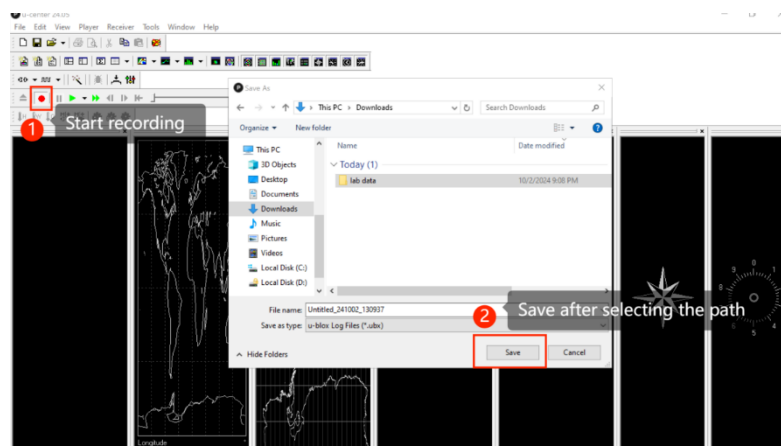 u-center 24.05
File Edit View Player Receiver Tools Window Help
1 Start recording
Save As
This PC > Downloads
Search Downloads
Organize
New folder
Name
Date modified
This PC
3D Objects
Desktop
Documents
Downloads
Music
Pictures
Videos
Local Disk (C:)
Local Disk (D:)
Today (1)
lab data
10/2/2024 9:08 PM
File name: Untitled_241002_130937
Save as type: u-blox Log Files (*.ubx)
2 Save after selecting the path
Hide Folders
Save
Cancel
Longitude